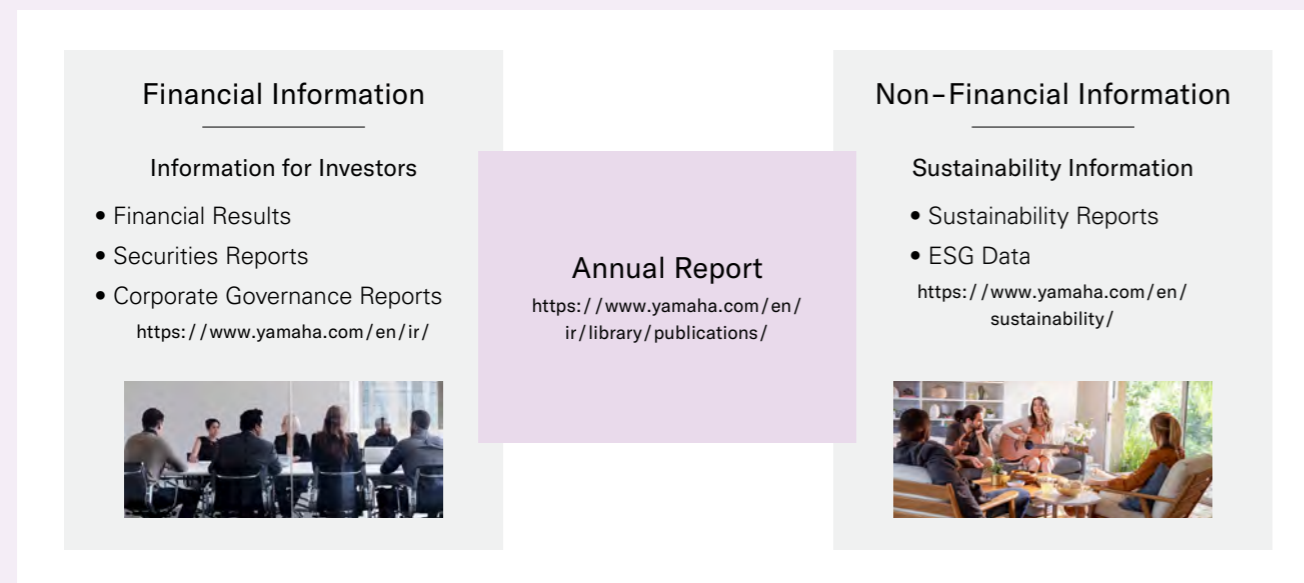 Financial Information
Information for Investors
• Financial Results
• Securities Reports
• Corporate Governance Reports
https://www.yamaha.com/en/ir/
Annual Report
https://www.yamaha.com/en/
ir/library/publications/
Non-Financial Information
Sustainability Information
• Sustainability Reports
• ESG Data
https://www.yamaha.com/en/
sustainability/